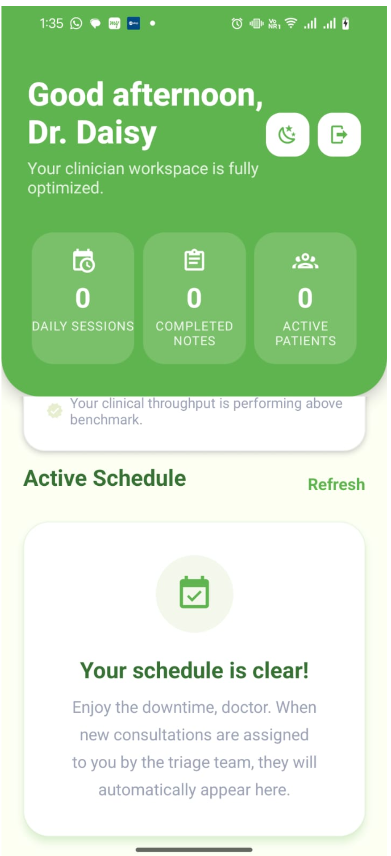 1:35
my
Good afternoon,
Dr. Daisy
Your clinician workspace is fully
optimized.
0
DAILY SESSIONS
0
COMPLETED
NOTES
0
ACTIVE
PATIENTS
Your clinical throughput is performing above
benchmark.
Active Schedule
Refresh
Your schedule is clear!
Enjoy the downtime, doctor. When
new consultations are assigned
to you by the triage team, they will
automatically appear here.